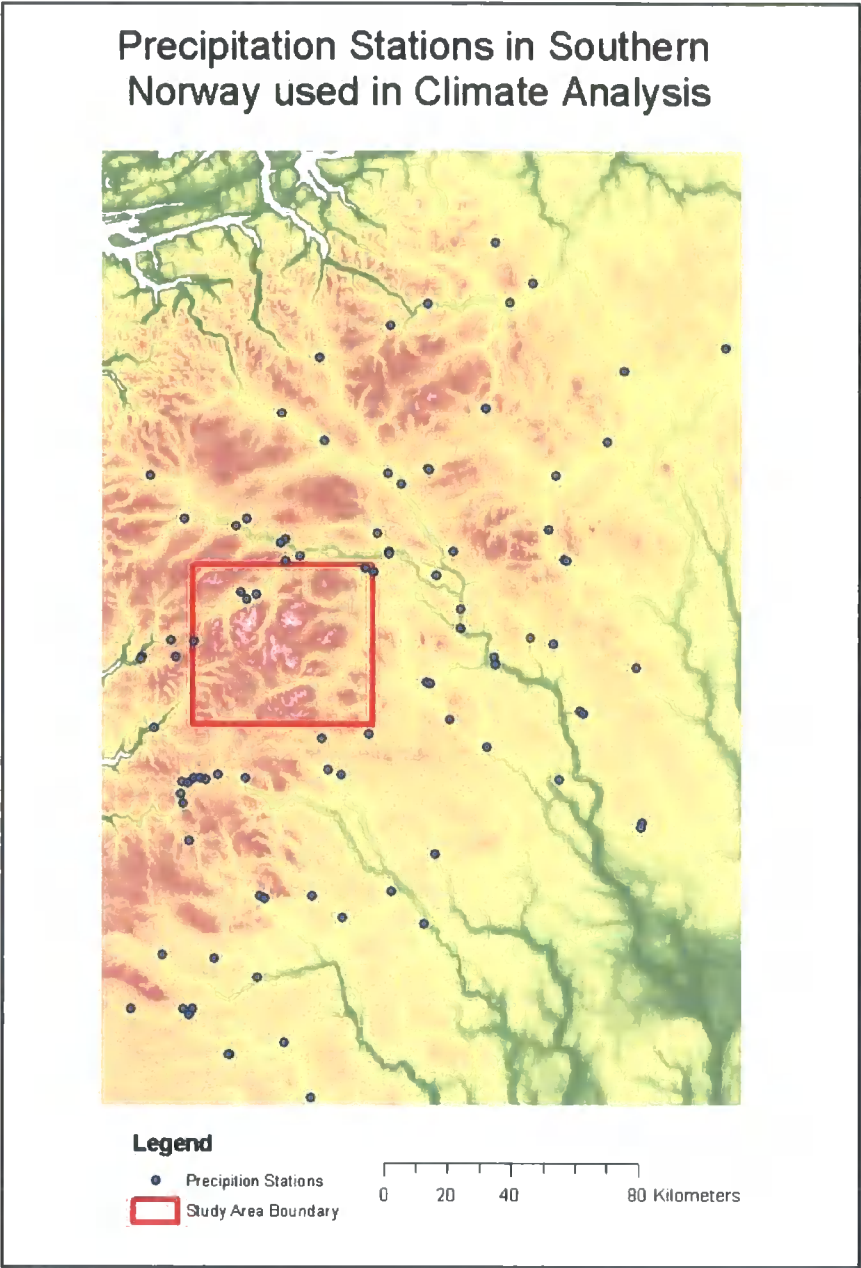 Precipitation Stations in Southern
Norway used in Climate Analysis
Legend
Precipition Stations
Study Area Boundary
0 20 40 80 Kilometers